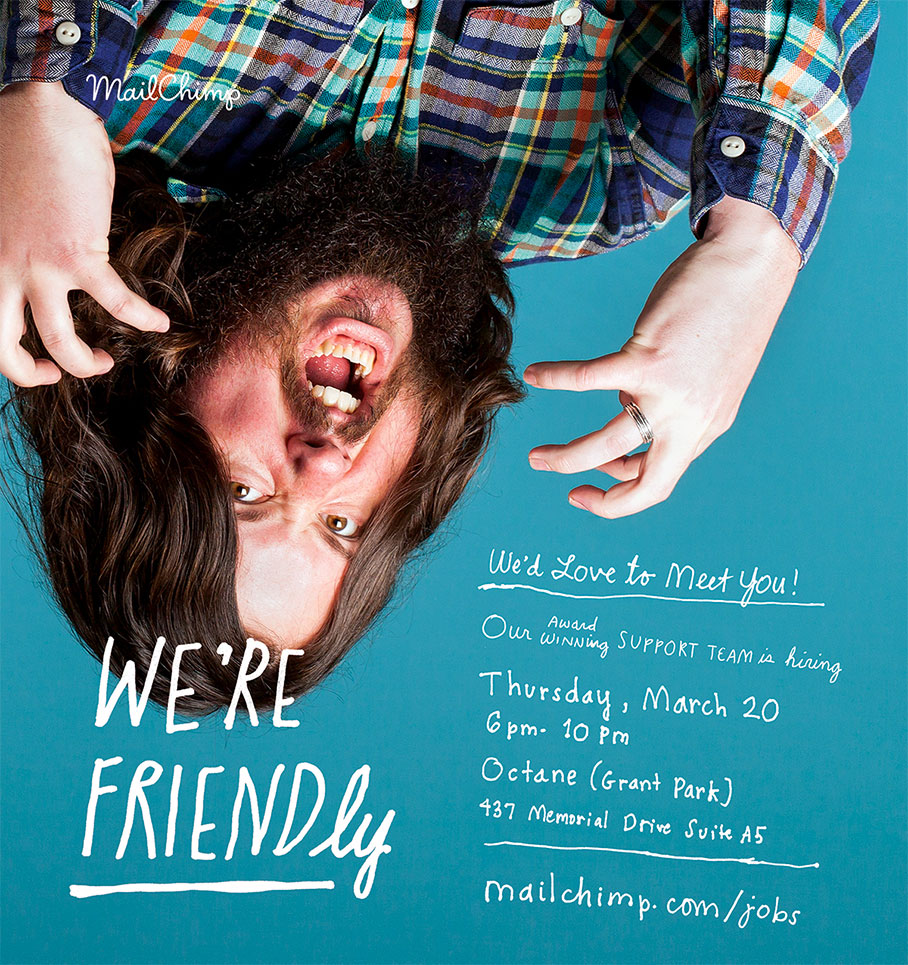 MailChimp
WE'RE
FRIENDly
We'd Love to Meet You!
Our Award Winning SUPPORT TEAM is hiring
Thursday, March 20
6pm- 10pm
Octane (Grant Park)
437 Memorial Drive Suite A5
mailchimp.com/jobs